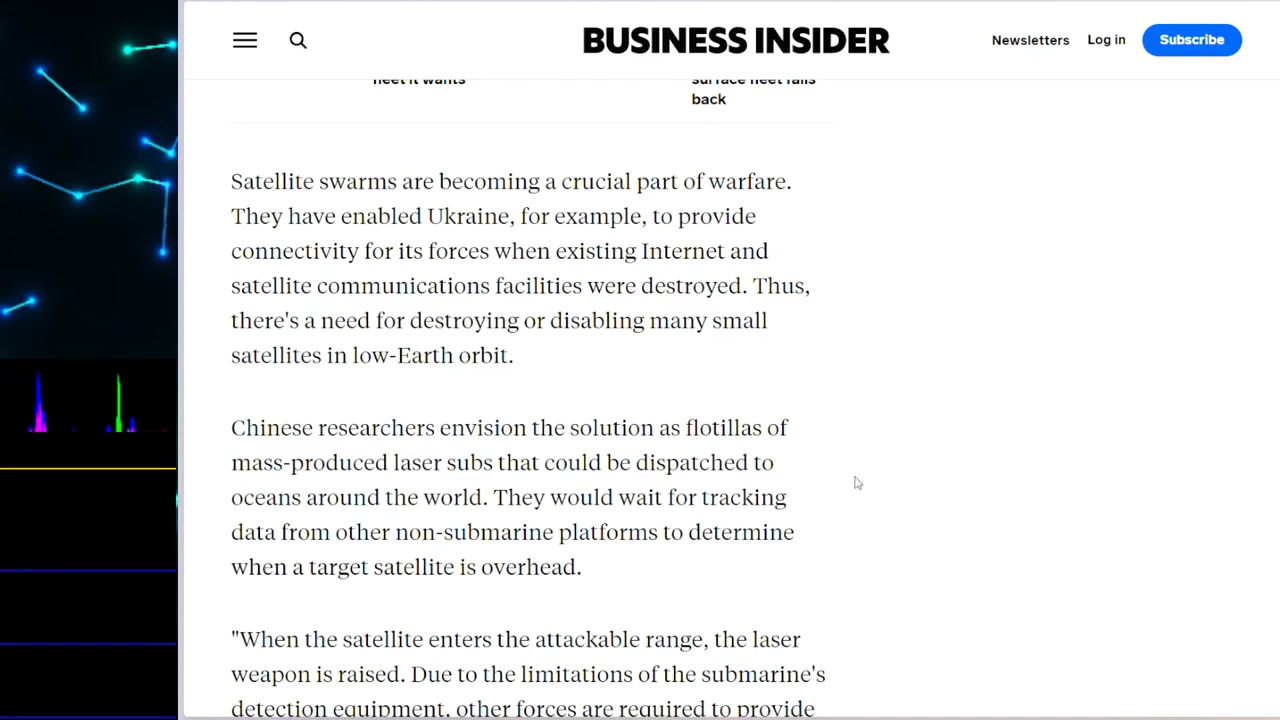 BUSINESS INSIDER
Newsletters
Log in
Subscribe
fleet it wants
surface fleet falls
back
Satellite swarms are becoming a crucial part of warfare.
They have enabled Ukraine, for example, to provide
connectivity for its forces when existing Internet and
satellite communications facilities were destroyed. Thus,
there's a need for destroying or disabling many small
satellites in low-Earth orbit.
Chinese researchers envision the solution as flotillas of
mass-produced laser subs that could be dispatched to
oceans around the world. They would wait for tracking
data from other non-submarine platforms to determine
when a target satellite is overhead.
"When the satellite enters the attackable range, the laser
weapon is raised. Due to the limitations of the submarine's
detection equipment, other forces are required to provide